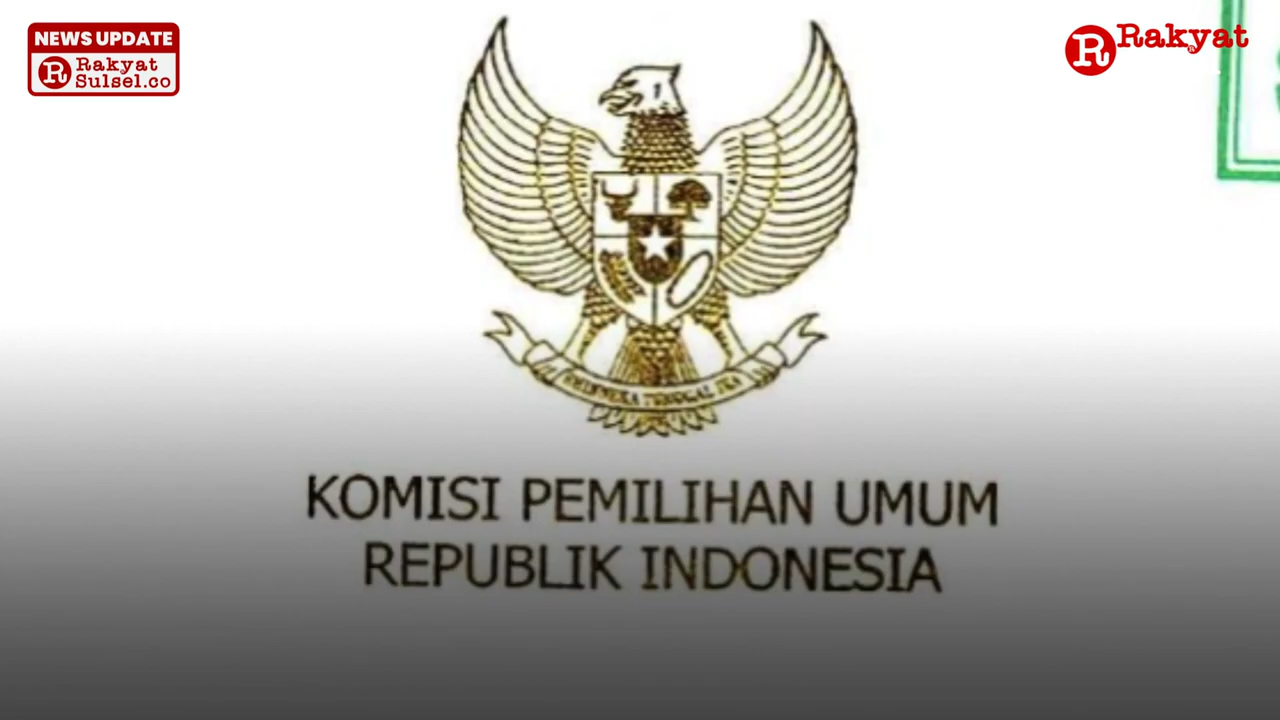 NEWS UPDATE
R Rakyat
Sulsel.co
R Rakyat
KOMISI PEMILIHAN UMUM
REPUBLIK INDONESIA